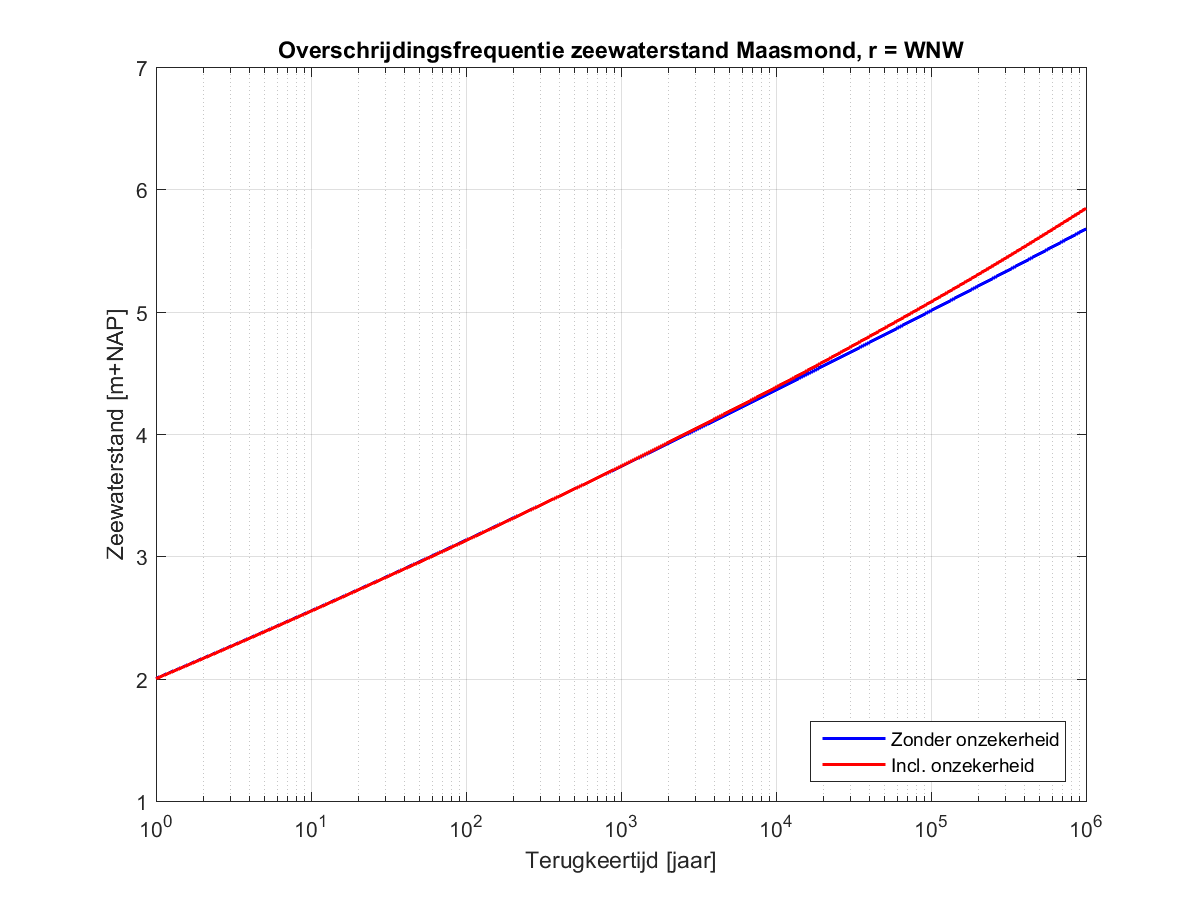 Overschrijdingsfrequentie zeewaterstand Maasmond, r = WNW
7
6
5
4
3
2
1
Zeewaterstand [m+NAP]
Zonder onzekerheid
Incl. onzekerheid
10^0 10^1 10^2 10^3 10^4 10^5 10^6
Terugkeertijd [jaar]